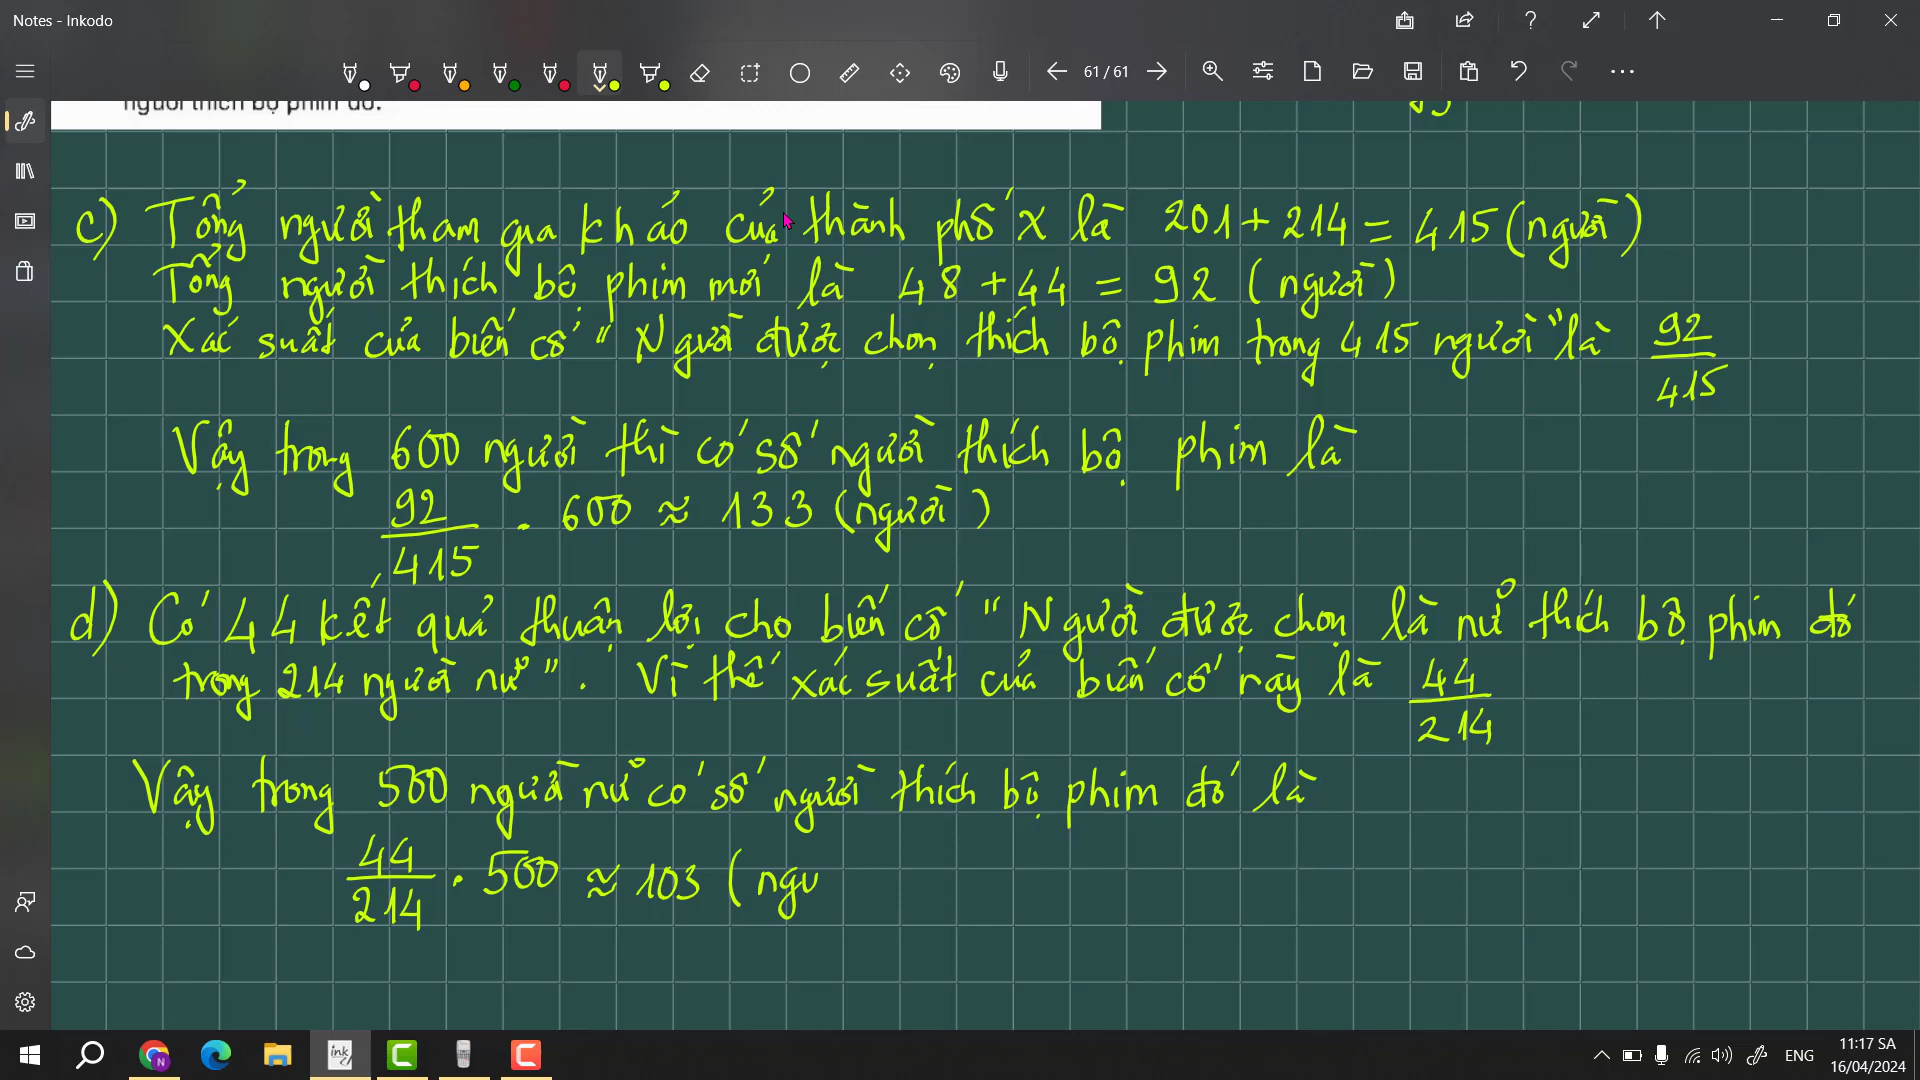 Notes - Inkodo
61 / 61
người thích bộ phim đó.
c) Tổng người tham gia khảo của thành phố X là 201 + 214 = 415 (người)
Tổng người thích bộ phim mới là 48 + 44 = 92 (người)
Xác suất của biến cố " Người được chọn thích bộ phim trong 415 người " là 92/415
Vậy trong 600 người thì có số người thích bộ phim là
92/415 . 600 ≈ 133 (người)
d) Có 44 kết quả thuận lợi cho biến cố " Người được chọn là nữ thích bộ phim đó
trong 214 người nữ ". Vì thế xác suất của biến cố này là 44/214
Vậy trong 500 người nữ có số người thích bộ phim đó là
44/214 . 500 ≈ 103 (ngư
ENG
11:17 SA
16/04/2024